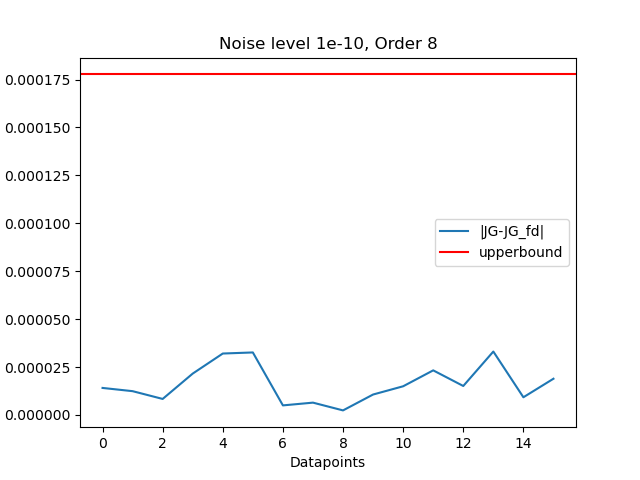 Noise level 1e-10, Order 8
0.000175
0.000150
0.000125
0.000100
0.000075
0.000050
0.000025
0.000000
|JG-JG_fd|
upperbound
0 2 4 6 8 10 12 14
Datapoints